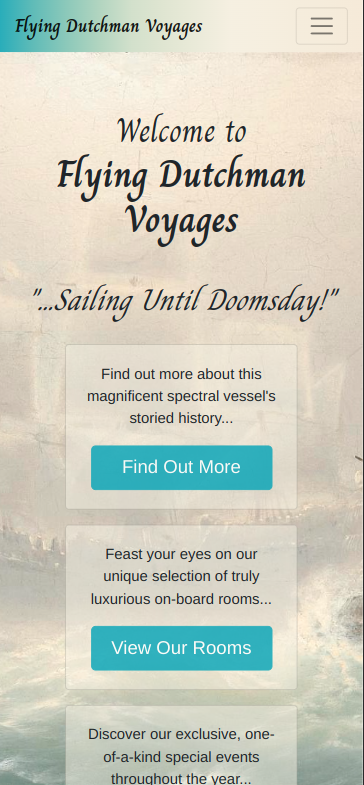 Flying Dutchman Voyages
Welcome to
Flying Dutchman
Voyages
"...Sailing Until Doomsday!"
Find out more about this
magnificent spectral vessel's
storied history...
Find Out More
Feast your eyes on our
unique selection of truly
luxurious on-board rooms...
View Our Rooms
Discover our exclusive, one-
of-a-kind special events
throughout the year...